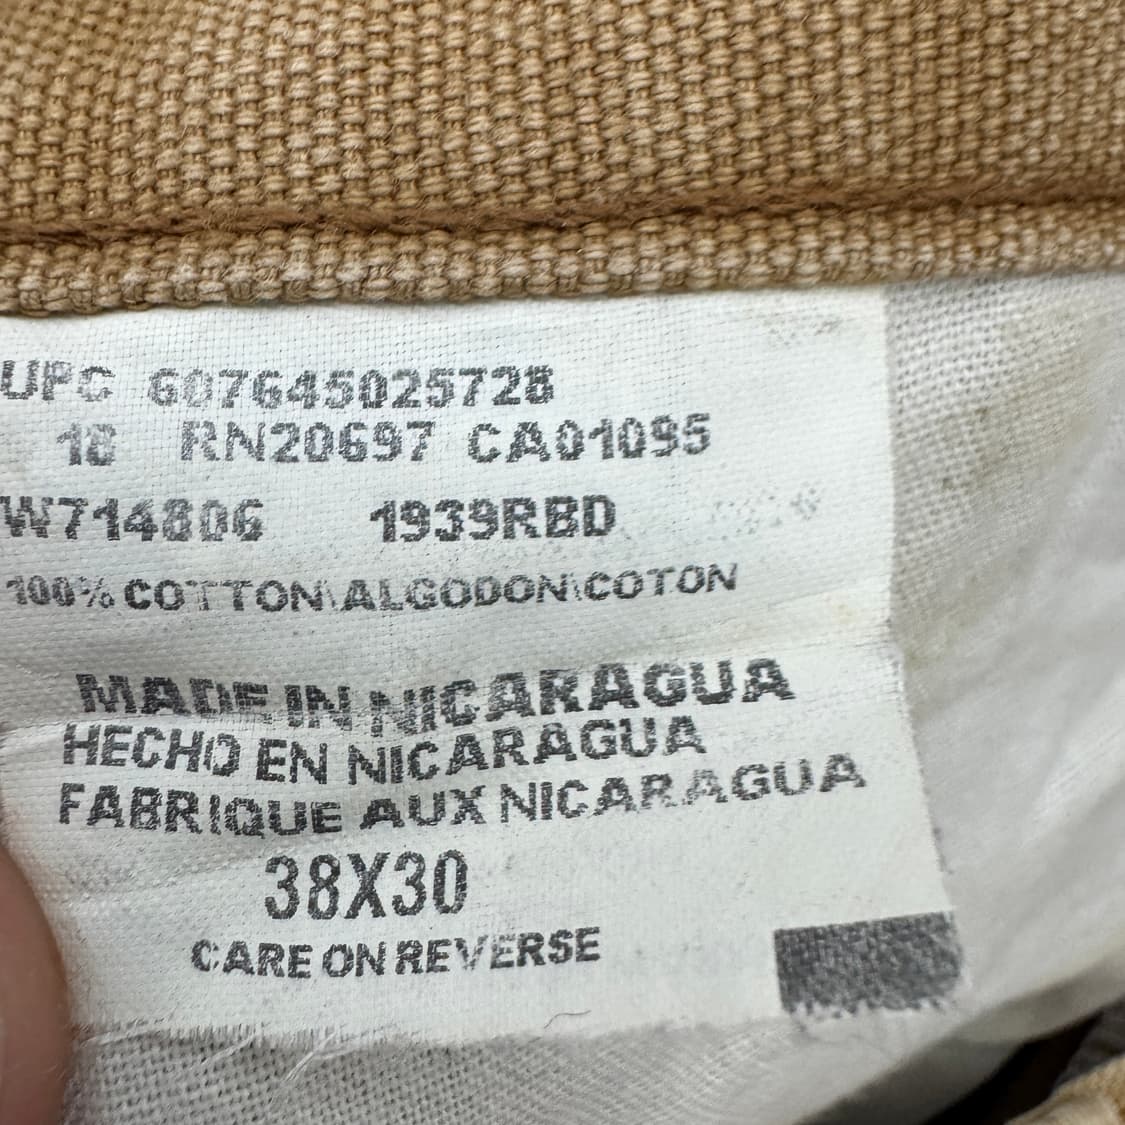 UPC 607645025728
18 RN20697 CA01095
W714806 1939RBD
100% COTTON\ALGODON\COTON
MADE IN NICARAGUA
HECHO EN NICARAGUA
FABRIQUE AUX NICARAGUA
38X30
CARE ON REVERSE